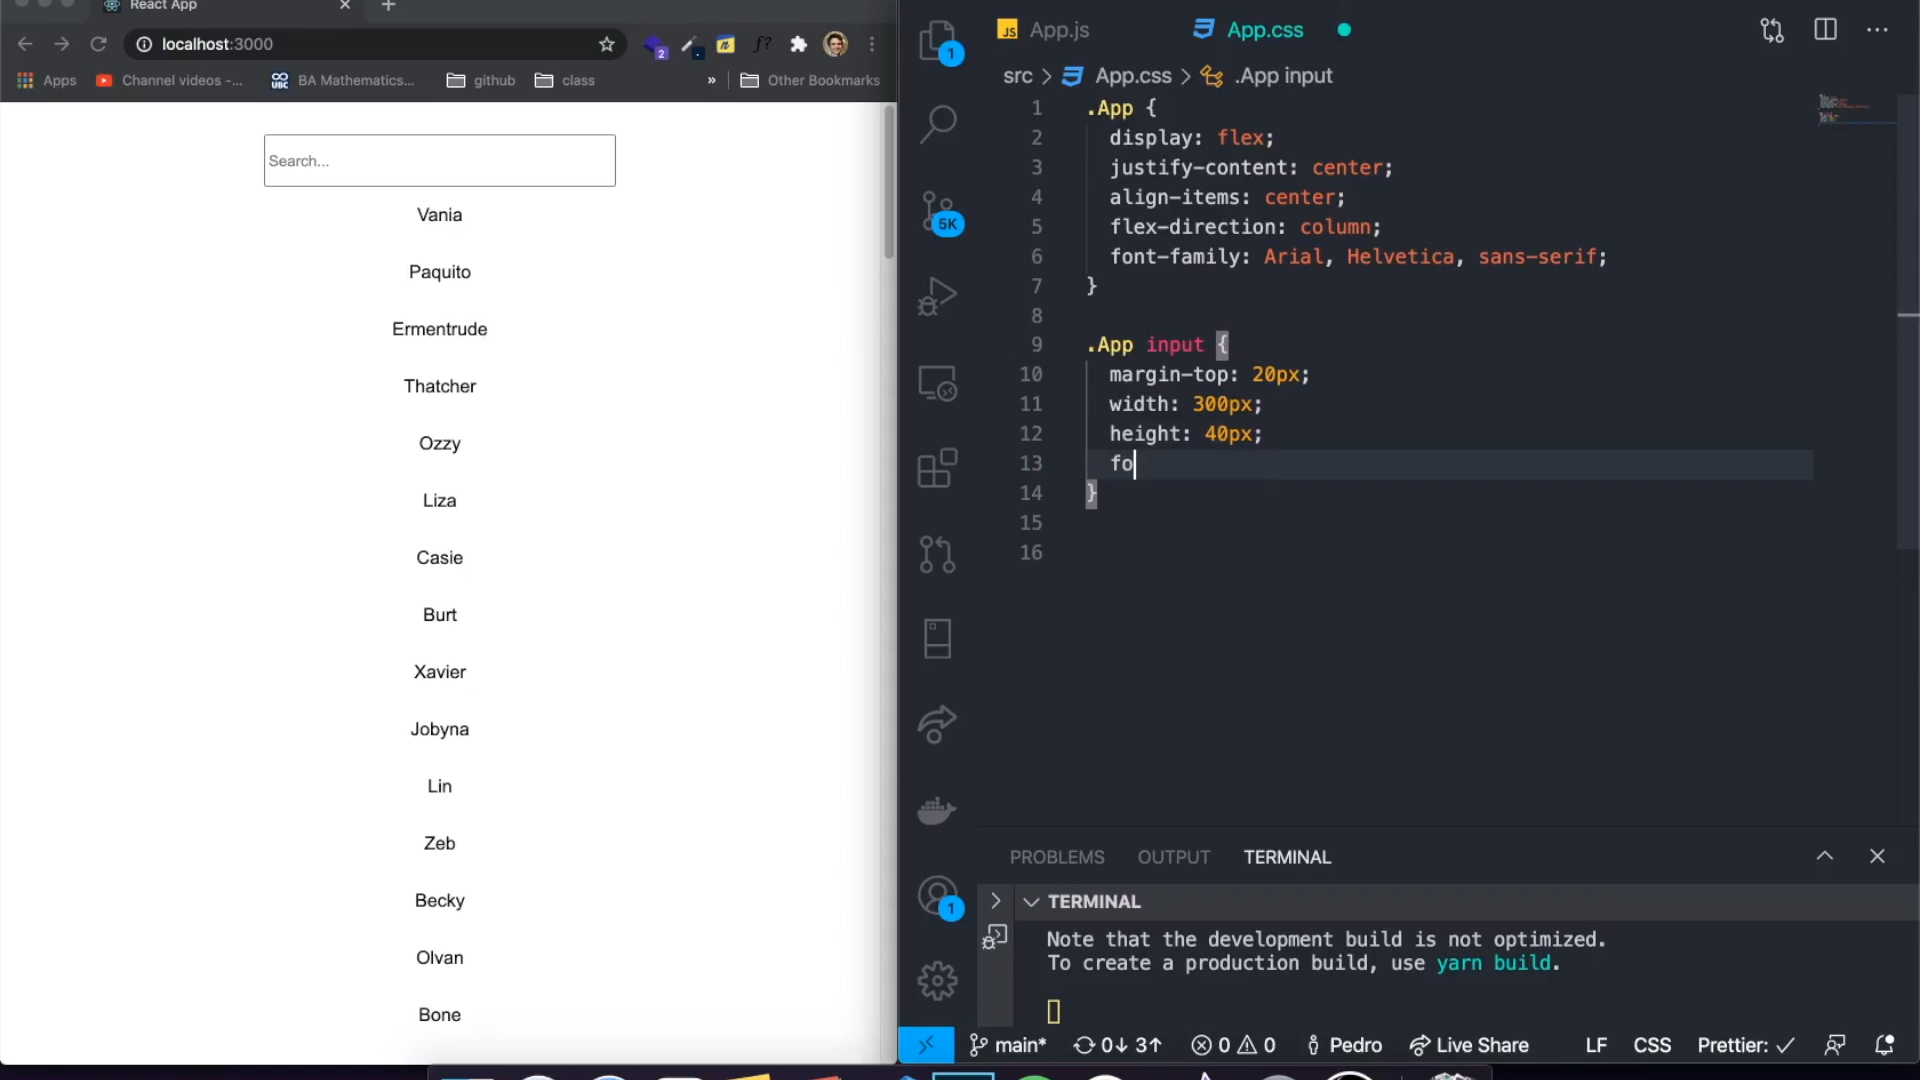 React App
localhost:3000
2
n
f?
Apps
Channel videos -...
UBC
BA Mathematics...
github
class
»
Other Bookmarks
Search...
Vania
Paquito
Ermentrude
Thatcher
Ozzy
Liza
Casie
Burt
Xavier
Jobyna
Lin
Zeb
Becky
Olvan
Bone
1
5K
1
JS App.js
App.css
src > App.css > .App input
1 .App {
2 display: flex;
3 justify-content: center;
4 align-items: center;
5 flex-direction: column;
6 font-family: Arial, Helvetica, sans-serif;
7 }
8
9 .App input {
10 margin-top: 20px;
11 width: 300px;
12 height: 40px;
13 fo
14 }
15
16
PROBLEMS OUTPUT TERMINAL
TERMINAL
Note that the development build is not optimized.
To create a production build, use yarn build.
main* 0↓ 3↑ 0 0 Pedro Live Share LF CSS Prettier: ✓